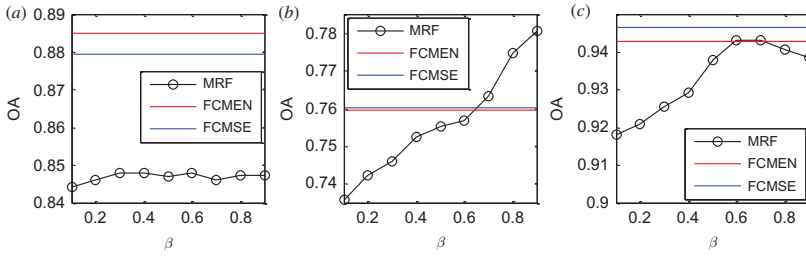 (a)
0.89
0.88
0.87
0.86
0.85
0.84
OA
MRF
FCMEN
FCMSE
0.2 0.4 0.6 0.8
β
(b)
0.78
0.77
0.76
0.75
0.74
OA
MRF
FCMEN
FCMSE
0.2 0.4 0.6 0.8
β
(c)
0.94
0.93
0.92
0.91
0.9
OA
MRF
FCMEN
FCMSE
0.2 0.4 0.6 0.8
β